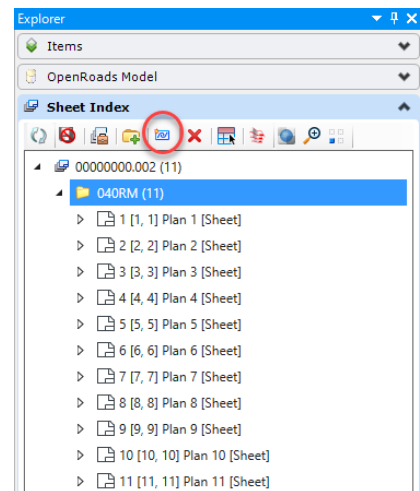 Explorer
Items
OpenRoads Model
Sheet Index
00000000.002 (11)
040RM (11)
1 [1, 1] Plan 1 [Sheet]
2 [2, 2] Plan 2 [Sheet]
3 [3, 3] Plan 3 [Sheet]
4 [4, 4] Plan 4 [Sheet]
5 [5, 5] Plan 5 [Sheet]
6 [6, 6] Plan 6 [Sheet]
7 [7, 7] Plan 7 [Sheet]
8 [8, 8] Plan 8 [Sheet]
9 [9, 9] Plan 9 [Sheet]
10 [10, 10] Plan 10 [Sheet]
11 [11, 11] Plan 11 [Sheet]